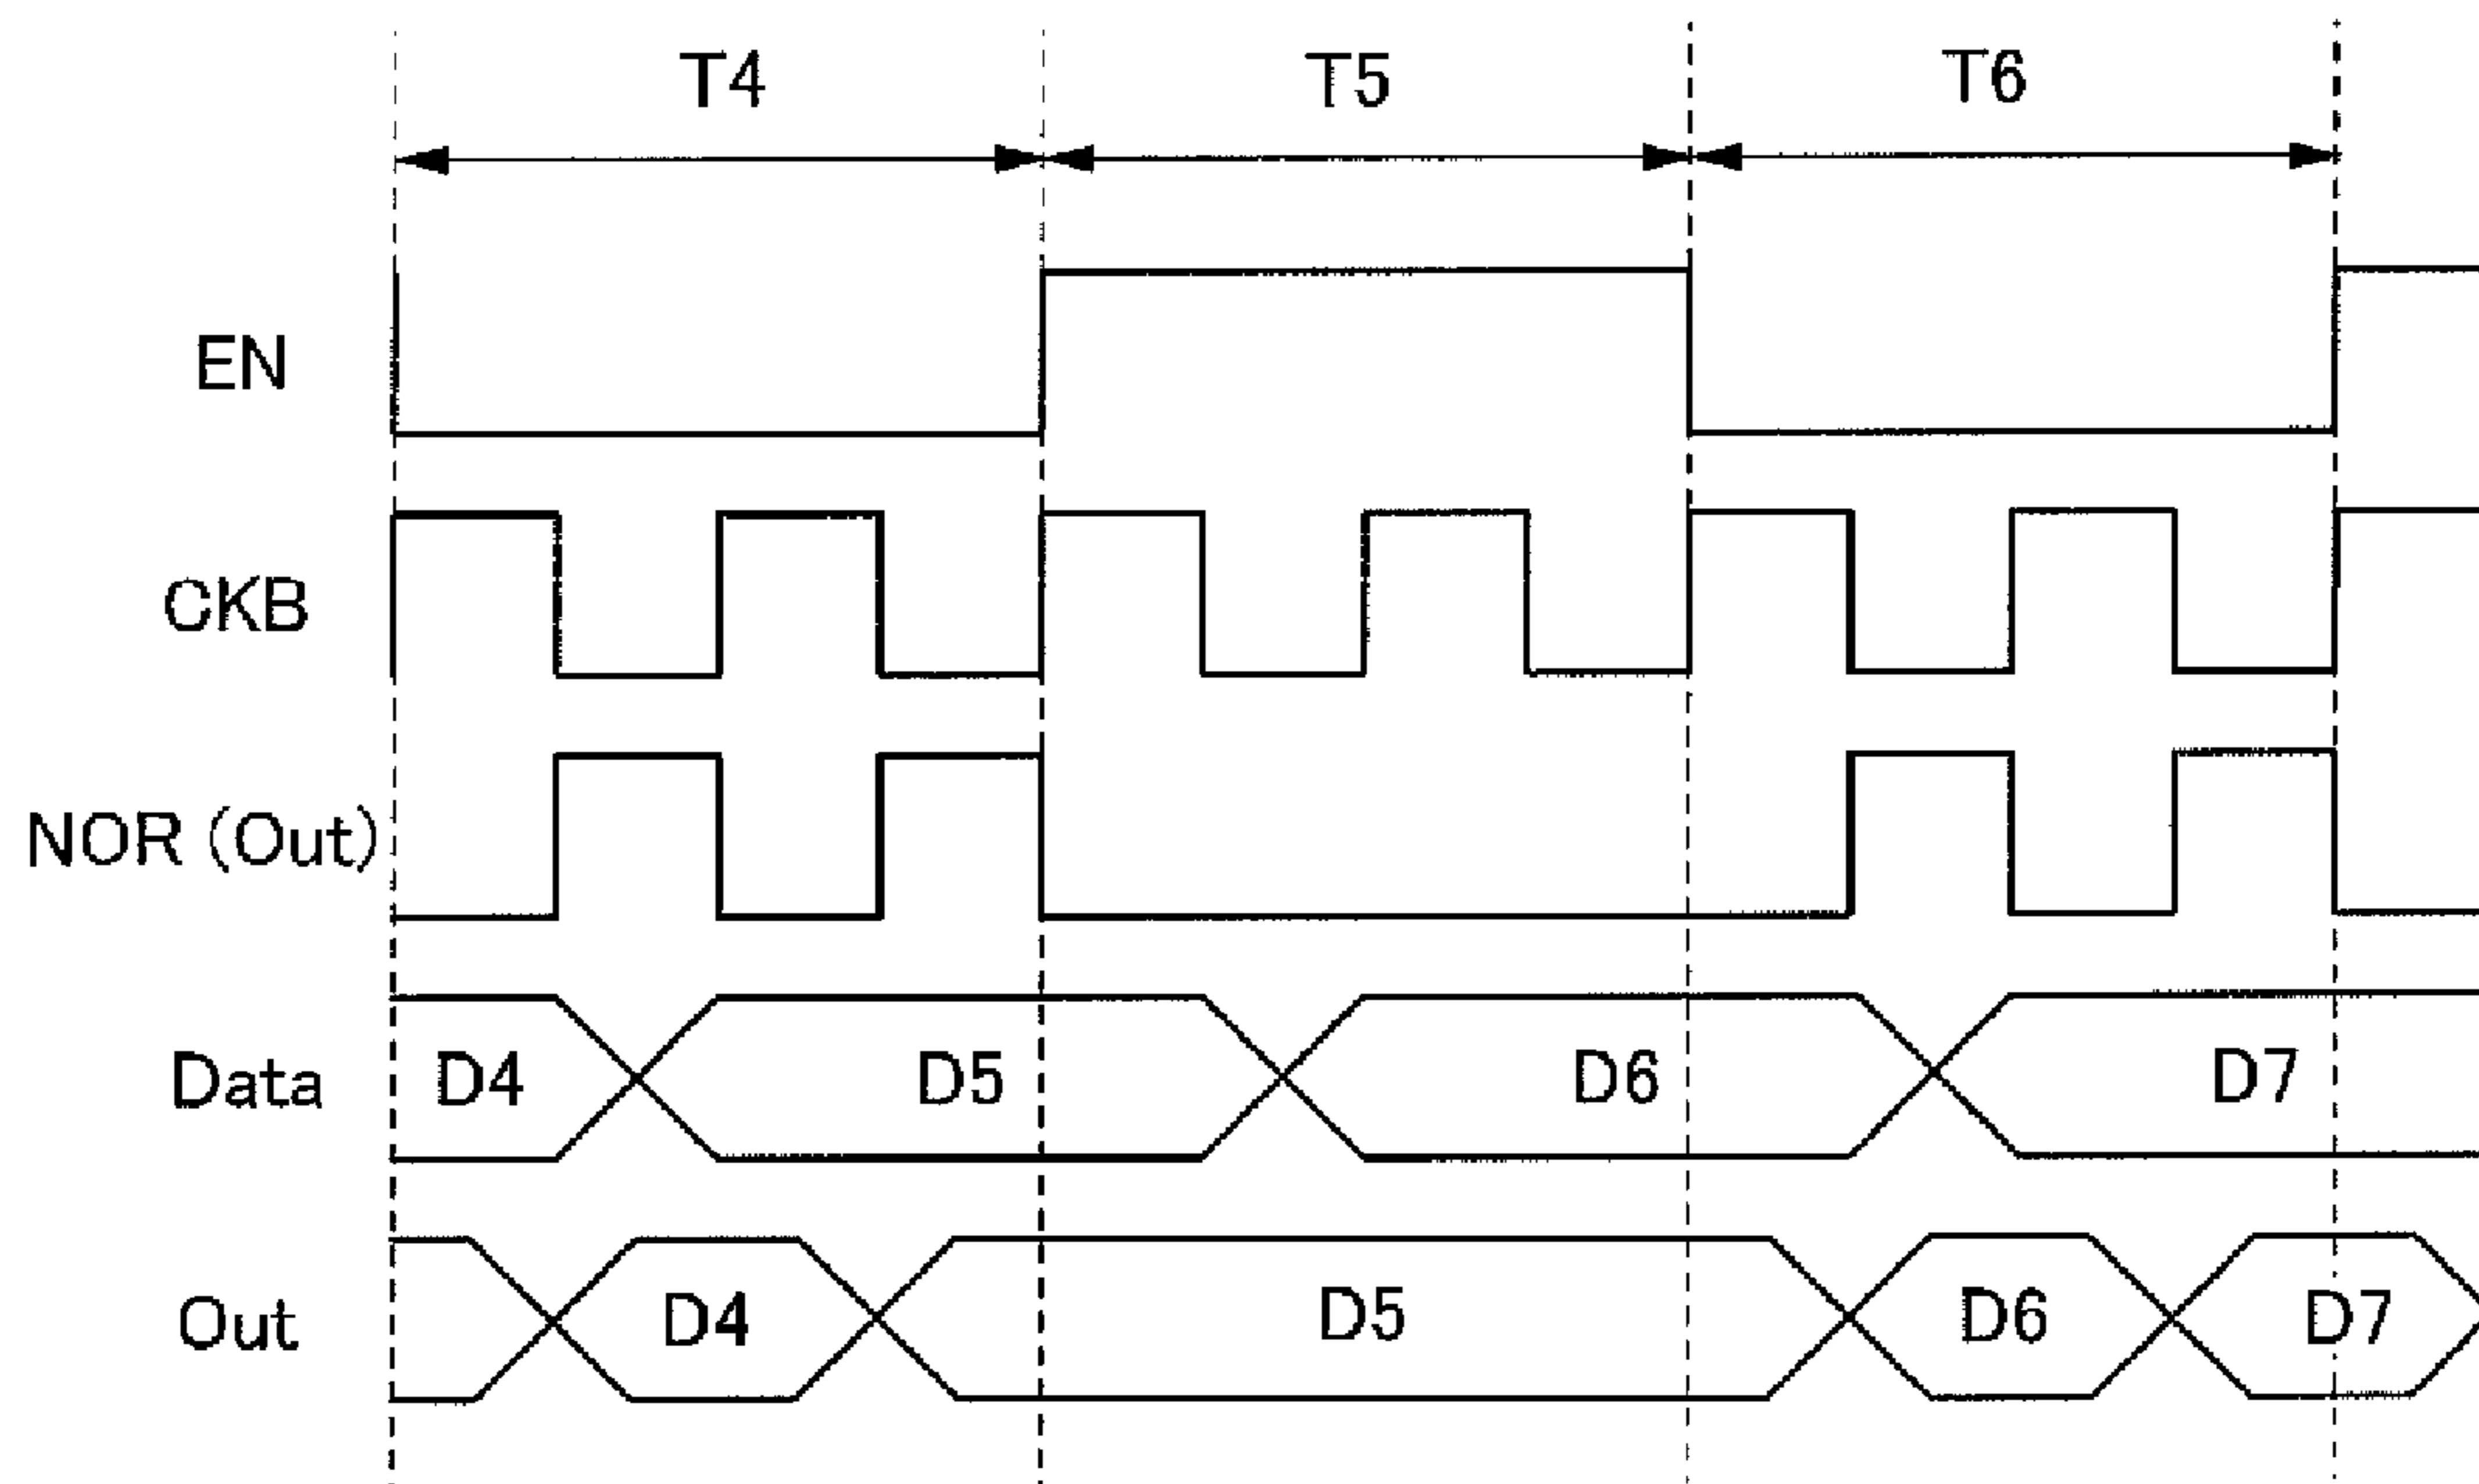 T4 T5 T6
EN
CKB
NOR (Out)
Data D4 D5 D6 D7
Out D4 D5 D6 D7